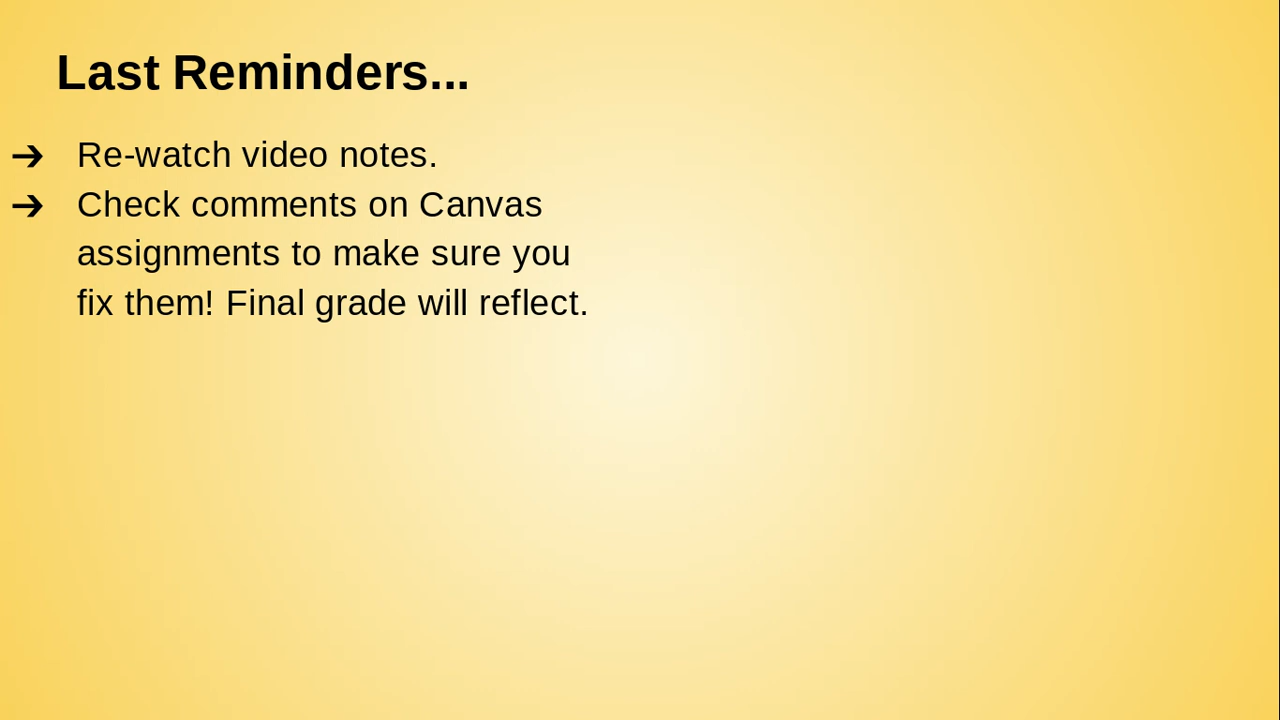 Last Reminders...
➔ Re-watch video notes.
➔ Check comments on Canvas
assignments to make sure you
fix them! Final grade will reflect.